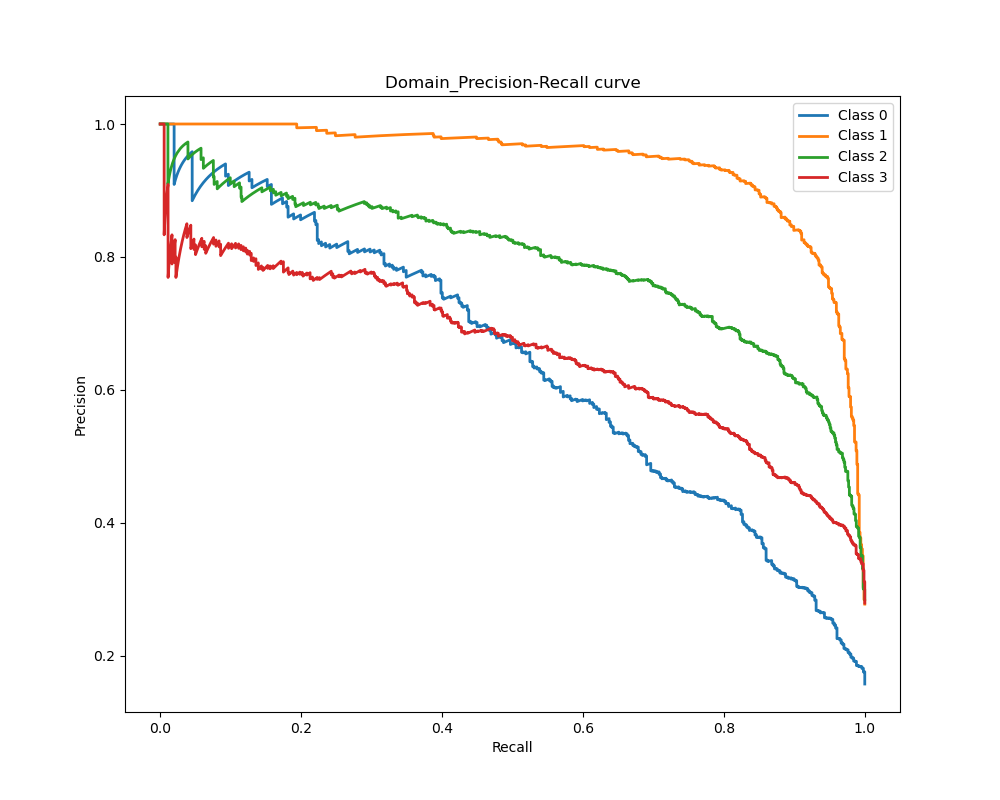 Domain_Precision-Recall curve
Class 0
Class 1
Class 2
Class 3
1.0
0.8
0.6
0.4
0.2
Precision
0.0 0.2 0.4 0.6 0.8 1.0
Recall